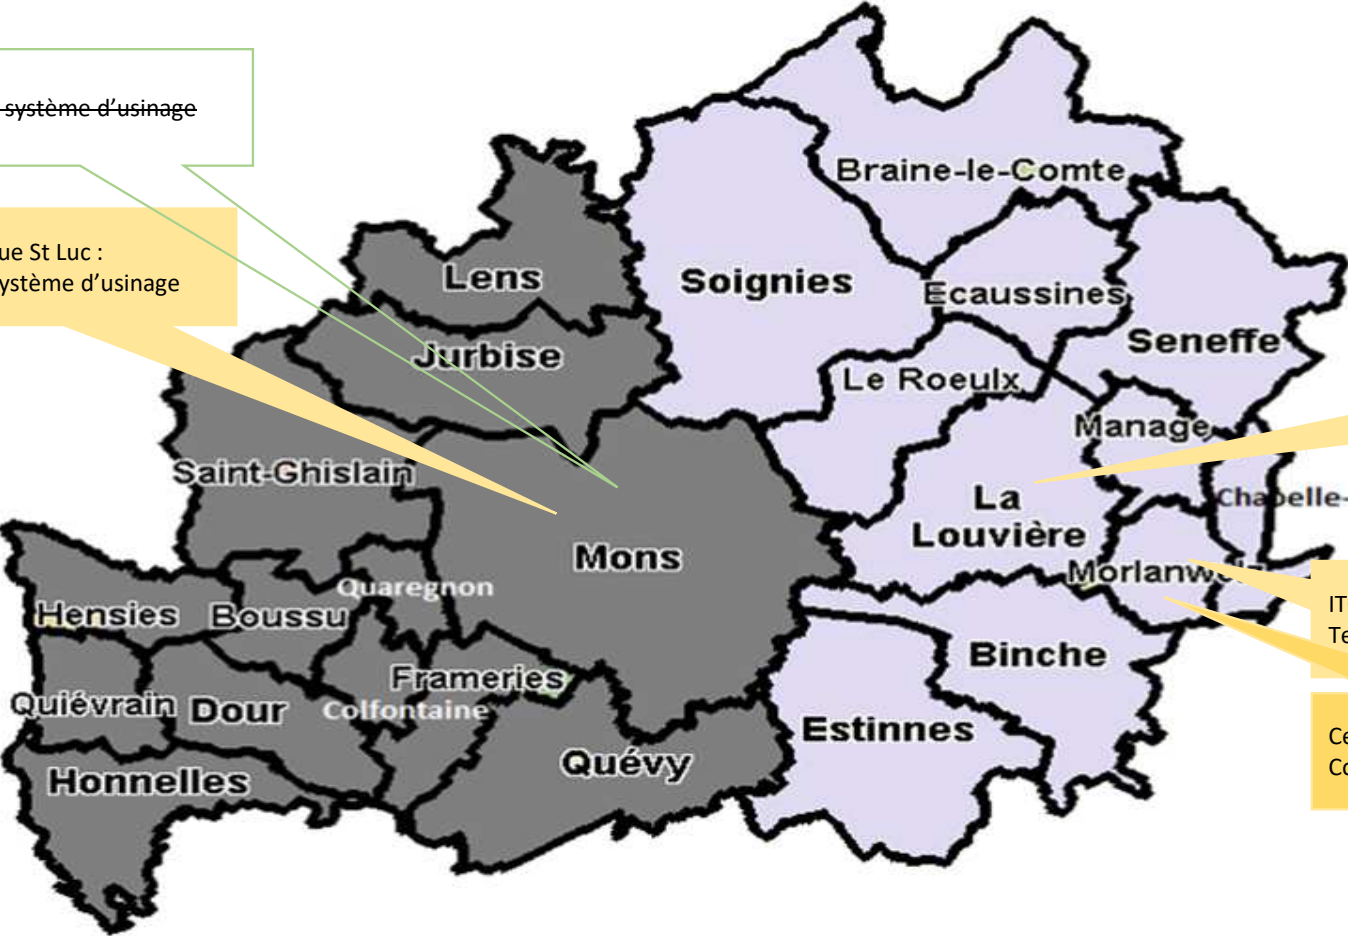 système d’usinage
ue St Luc :
système d’usinage
Braine-le-Comte
Lens
Soignies
Ecaussines
Seneffe
Jurbise
Le Roeulx
Manage
Saint-Ghislain
La
Louvière
Chapelle-
Mons
Morlanwelz
Quaregnon
Hensies
Boussu
IT
Te
Binche
Frameries
Quiévrain
Dour
Colfontaine
Estinnes
Quévy
Ce
Co
Honnelles